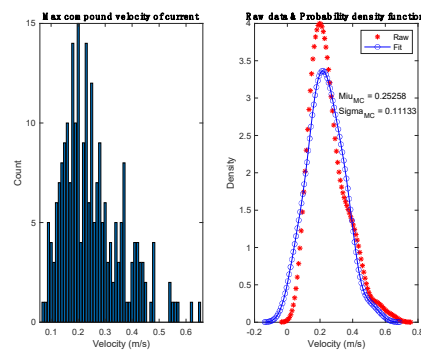 Max compound velocity of current
15
10
5
0
Count
0.1 0.2 0.3 0.4 0.5 0.6
Velocity (m/s)
Raw data & Probability density function
4
3.5
3
2.5
2
1.5
1
0.5
0
Density
Raw
Fit
Miu_MC = 0.25258
Sigma_MC = 0.11133
-0.2 0 0.2 0.4 0.6 0.8
Velocity (m/s)